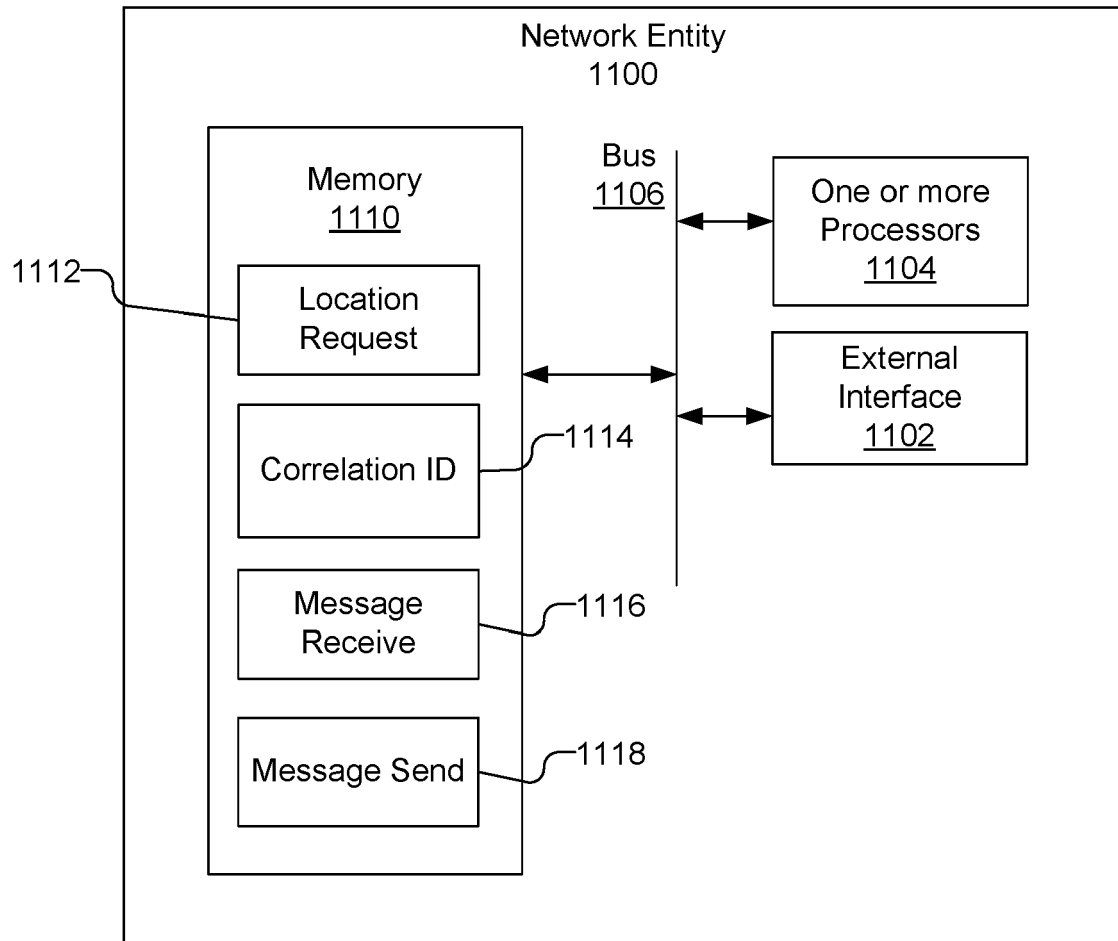 Network Entity
1100
Memory
1110
1112
Location
Request
Correlation ID
1114
Message
Receive
1116
Message Send
1118
Bus
1106
One or more
Processors
1104
External
Interface
1102